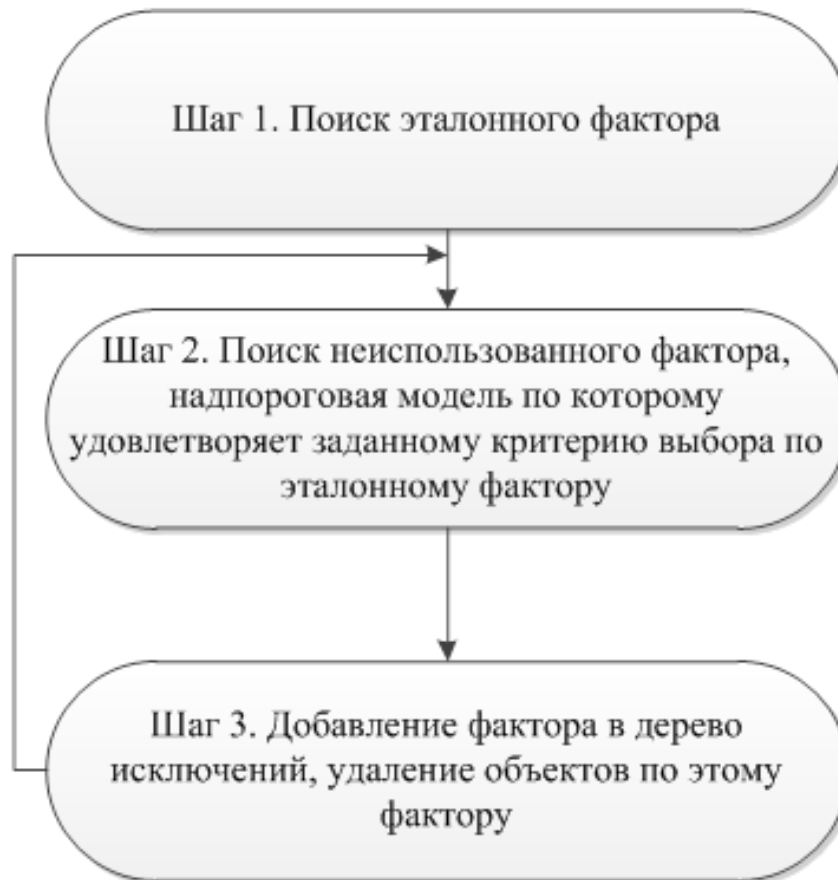 Шаг 1. Поиск эталонного фактора
Шаг 2. Поиск неиспользованного фактора,
надпороговая модель по которому
удовлетворяет заданному критерию выбора по
эталонному фактору
Шаг 3. Добавление фактора в дерево
исключений, удаление объектов по этому
фактору